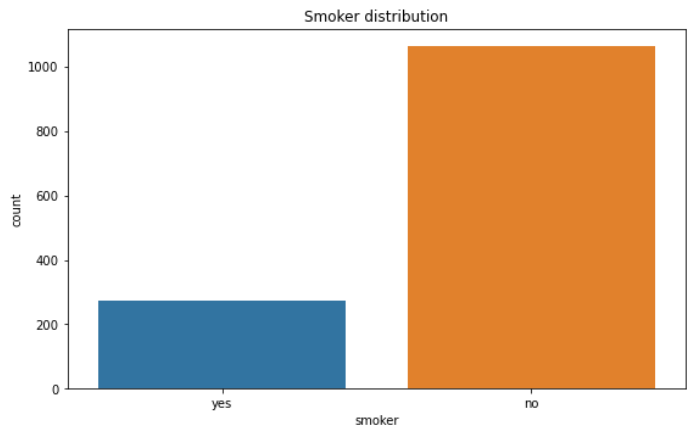 Smoker distribution
1000
800
600
400
200
0
count
yes
no
smoker